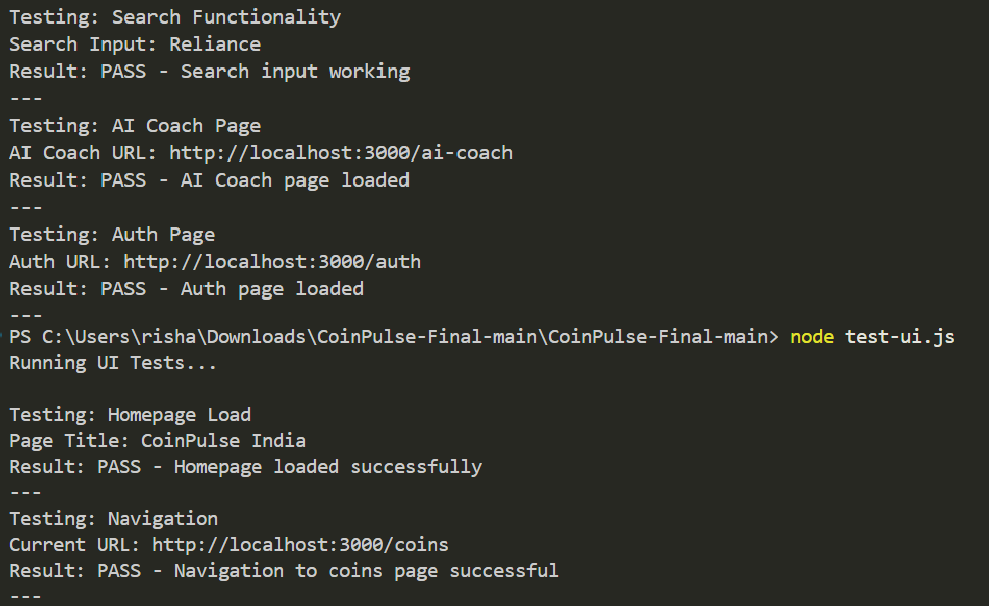 Testing: Search Functionality
Search Input: Reliance
Result: PASS - Search input working
---
Testing: AI Coach Page
AI Coach URL: http://localhost:3000/ai-coach
Result: PASS - AI Coach page loaded
---
Testing: Auth Page
Auth URL: http://localhost:3000/auth
Result: PASS - Auth page loaded
---
PS C:\Users\risha\Downloads\CoinPulse-Final-main\CoinPulse-Final-main> node test-ui.js
Running UI Tests...
Testing: Homepage Load
Page Title: CoinPulse India
Result: PASS - Homepage loaded successfully
---
Testing: Navigation
Current URL: http://localhost:3000/coins
Result: PASS - Navigation to coins page successful
---